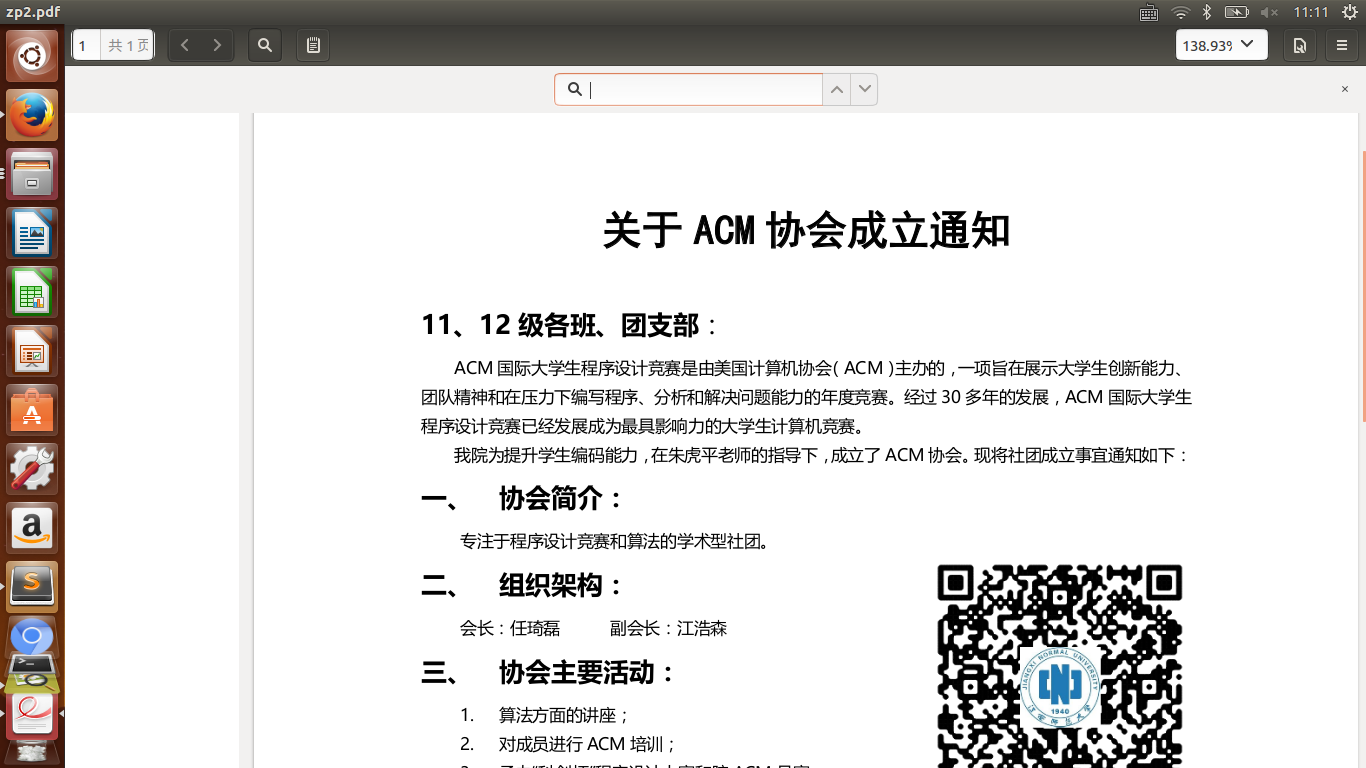 zp2.pdf
11:11
1 共 1 页
138.93%
关于 ACM 协会成立通知
11、12 级各班、团支部：
ACM 国际大学生程序设计竞赛是由美国计算机协会（ACM）主办的，一项旨在展示大学生创新能力、
团队精神和在压力下编写程序、分析和解决问题能力的年度竞赛。经过 30 多年的发展，ACM 国际大学生
程序设计竞赛已经发展成为最具影响力的大学生计算机竞赛。
我院为提升学生编码能力，在朱虎平老师的指导下，成立了 ACM 协会。现将社团成立事宜通知如下：
一、 协会简介：
专注于程序设计竞赛和算法的学术型社团。
二、 组织架构：
会长：任琦磊 副会长：江浩森
三、 协会主要活动：
1. 算法方面的讲座；
2. 对成员进行 ACM 培训；
JIANGXI NORMAL UNIVERSITY
1940
江西师范大学